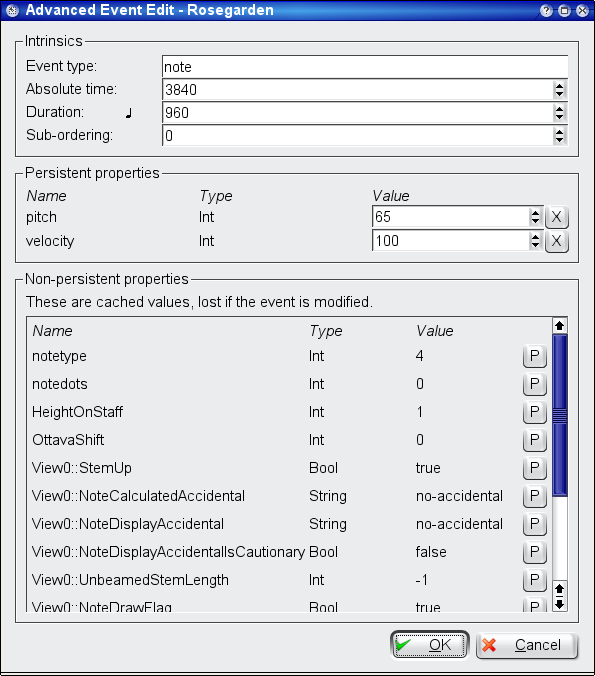 Advanced Event Edit - Rosegarden
Intrinsics
Event type: note
Absolute time: 3840
Duration: 960
Sub-ordering: 0
Persistent properties
Name Type Value
pitch Int 65 X
velocity Int 100 X
Non-persistent properties
These are cached values, lost if the event is modified.
Name Type Value
notetype Int 4 P
notedots Int 0 P
HeightOnStaff Int 1 P
OttavaShift Int 0 P
View0::StemUp Bool true P
View0::NoteCalculatedAccidental String no-accidental P
View0::NoteDisplayAccidental String no-accidental P
View0::NoteDisplayAccidentalIsCautionary Bool false P
View0::UnbeamedStemLength Int -1 P
View0::NoteDrawFlag Bool true P
OK Cancel